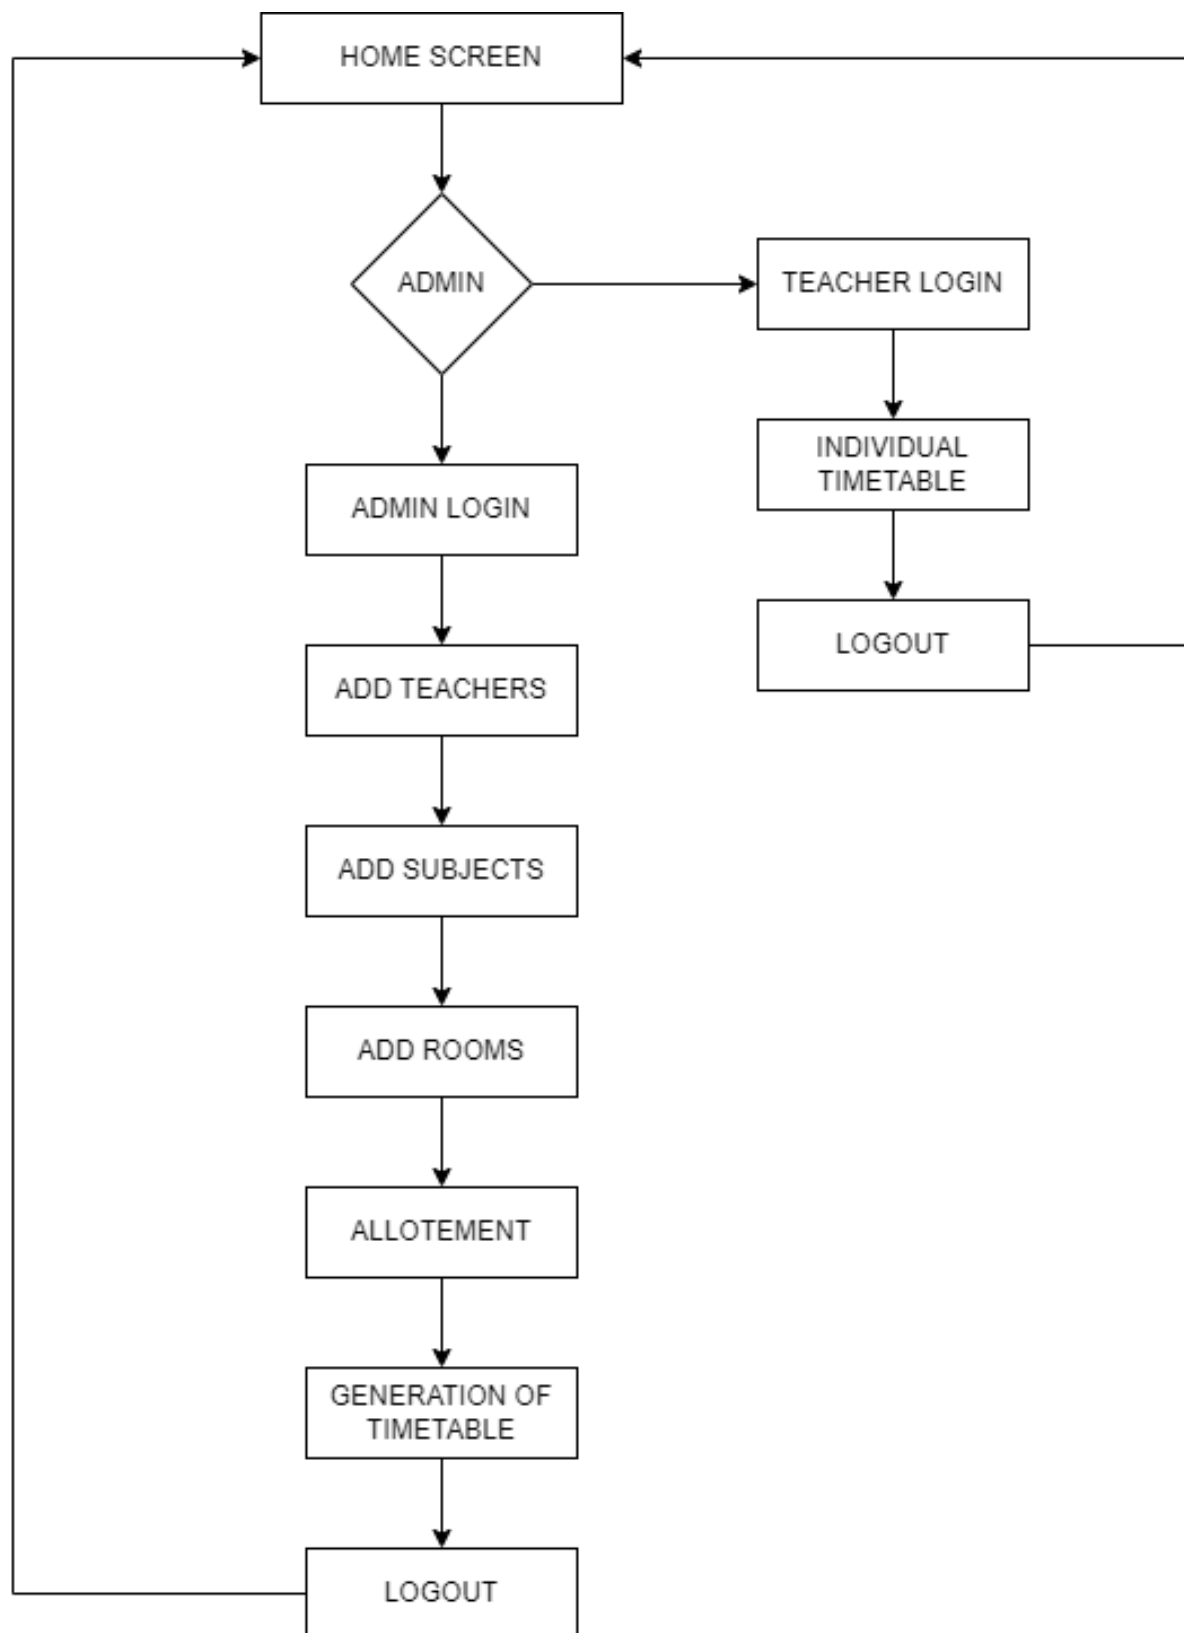 HOME SCREEN
ADMIN
TEACHER LOGIN
INDIVIDUAL
TIMETABLE
LOGOUT
ADMIN LOGIN
ADD TEACHERS
ADD SUBJECTS
ADD ROOMS
ALLOTEMENT
GENERATION OF
TIMETABLE
LOGOUT